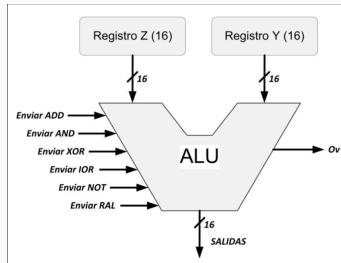 Registro Z (16)
Registro Y (16)
16
16
Enviar ADD
Enviar AND
Enviar XOR
Enviar IOR
Enviar NOT
Enviar RAL
ALU
Ov
16
SALIDAS